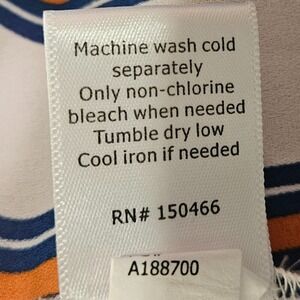 Machine wash cold
separately
Only non-chlorine
bleach when needed
Tumble dry low
Cool iron if needed
RN# 150466
A188700